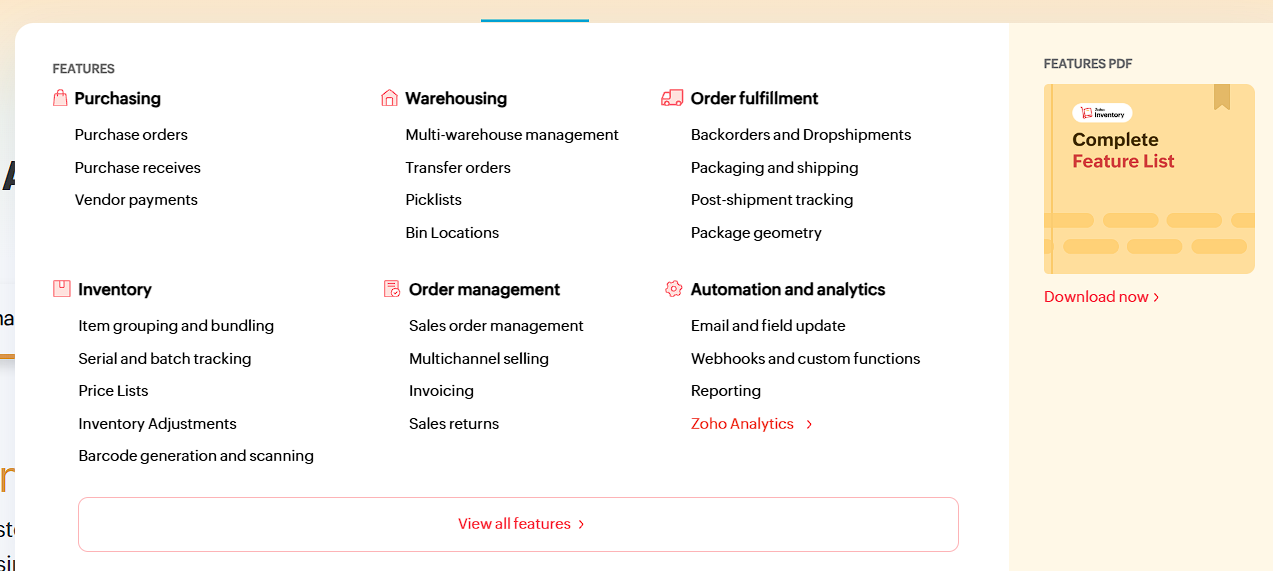 FEATURES
Purchasing
Purchase orders
Purchase receives
Vendor payments
Warehousing
Multi-warehouse management
Transfer orders
Picklists
Bin Locations
Order fulfillment
Backorders and Dropshipments
Packaging and shipping
Post-shipment tracking
Package geometry
Inventory
Item grouping and bundling
Serial and batch tracking
Price Lists
Inventory Adjustments
Barcode generation and scanning
Order management
Sales order management
Multichannel selling
Invoicing
Sales returns
Automation and analytics
Email and field update
Webhooks and custom functions
Reporting
Zoho Analytics >
View all features >
FEATURES PDF
Zoho
Inventory
Complete
Feature List
Download now >